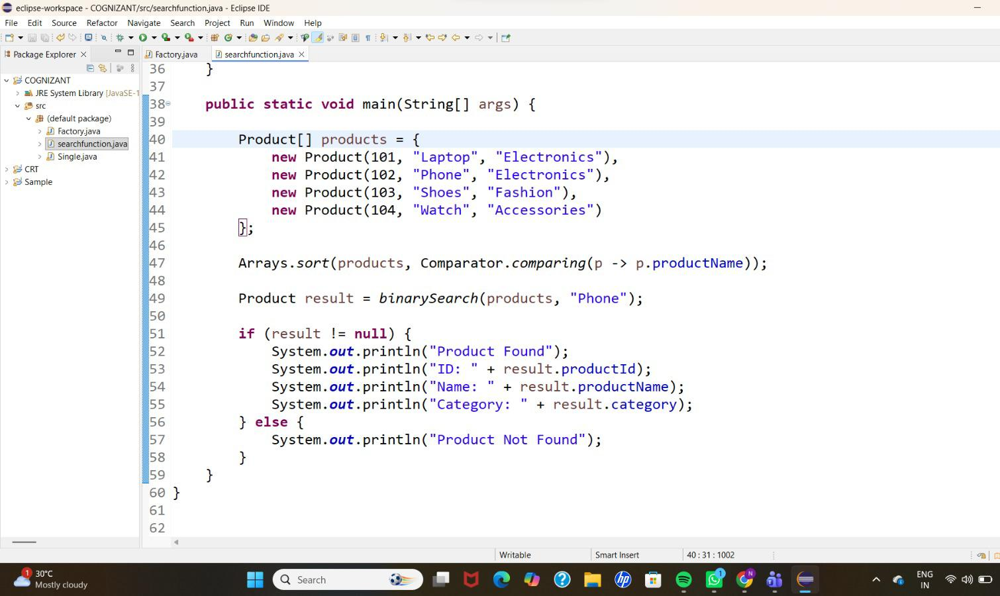 eclipse-workspace - COGNIZANT/src/searchfunction.java - Eclipse IDE
File Edit Source Refactor Navigate Search Project Run Window Help
Package Explorer
Factory.java
searchfunction.java
COGNIZANT
JRE System Library [JavaSE-1
src
(default package)
Factory.java
searchfunction.java
Single.java
CRT
Sample
36 }
37
38 public static void main(String[] args) {
39
40 Product[] products = {
41 new Product(101, "Laptop", "Electronics"),
42 new Product(102, "Phone", "Electronics"),
43 new Product(103, "Shoes", "Fashion"),
44 new Product(104, "Watch", "Accessories")
45 };
46
47 Arrays.sort(products, Comparator.comparing(p -> p.productName));
48
49 Product result = binarySearch(products, "Phone");
50
51 if (result != null) {
52 System.out.println("Product Found");
53 System.out.println("ID: " + result.productId);
54 System.out.println("Name: " + result.productName);
55 System.out.println("Category: " + result.category);
56 } else {
57 System.out.println("Product Not Found");
58 }
59 }
60 }
61
62
Writable
Smart Insert
40 : 31 : 1002
1
30°C
Mostly cloudy
Search
hp
1
N
ENG
IN